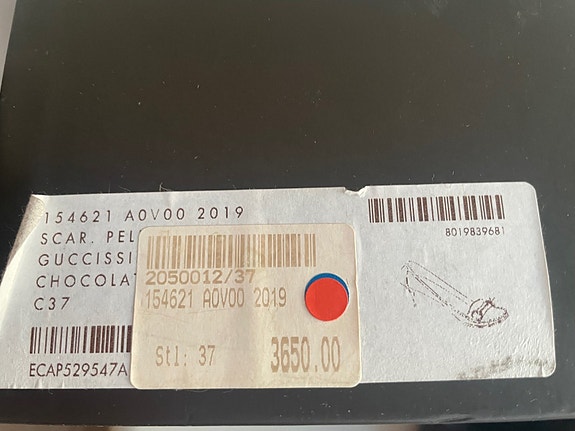 154621 A0V00 2019
SCAR. PEL
GUCCISSI
CHOCOLAT
C37
ECAP529547A
2050012/37
154621 A0V00 2019
Stl: 37
3650.00
8019839681